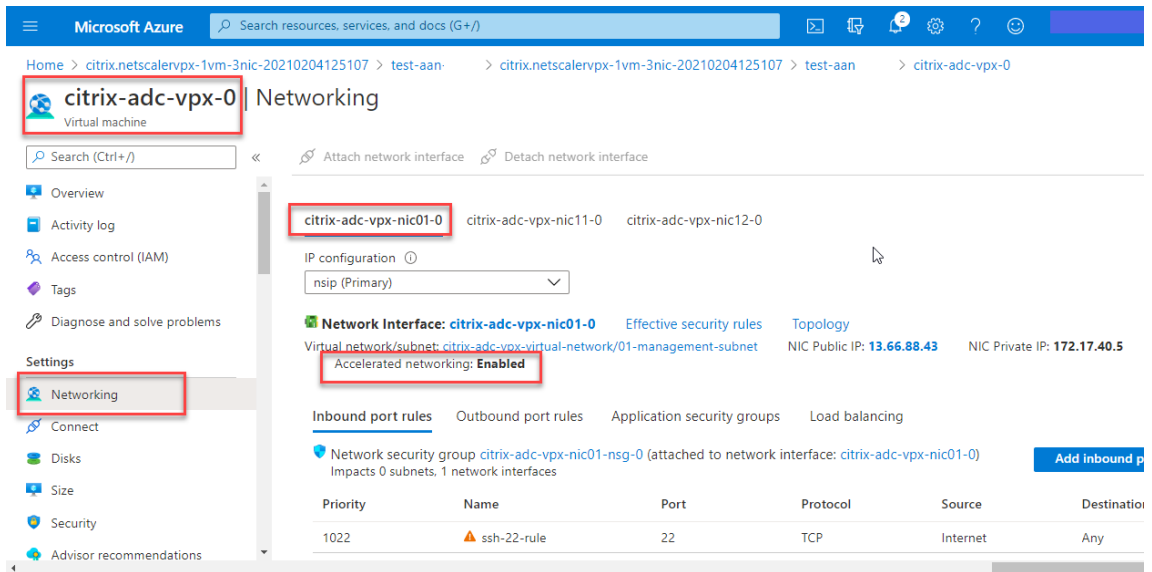 Microsoft Azure
Search resources, services, and docs (G+/)
2
Home > citrix.netscalervpx-1vm-3nic-20210204125107 > test-aan- > citrix.netscalervpx-1vm-3nic-20210204125107 > test-aan > citrix-adc-vpx-0
citrix-adc-vpx-0 | Networking
Virtual machine
Search (Ctrl+/)
«
Attach network interface Detach network interface
Overview
Activity log
Access control (IAM)
Tags
Diagnose and solve problems
Settings
Networking
Connect
Disks
Size
Security
Advisor recommendations
citrix-adc-vpx-nic01-0 citrix-adc-vpx-nic11-0 citrix-adc-vpx-nic12-0
IP configuration
nsip (Primary)
Network Interface: citrix-adc-vpx-nic01-0 Effective security rules Topology
Virtual network/subnet: citrix-adc-vpx-virtual-network/01-management-subnet NIC Public IP: 13.66.88.43 NIC Private IP: 172.17.40.5
Accelerated networking: Enabled
Inbound port rules Outbound port rules Application security groups Load balancing
Network security group citrix-adc-vpx-nic01-nsg-0 (attached to network interface: citrix-adc-vpx-nic01-0)
Impacts 0 subnets, 1 network interfaces
Add inbound p
Priority Name Port Protocol Source Destination
1022 ssh-22-rule 22 TCP Internet Any